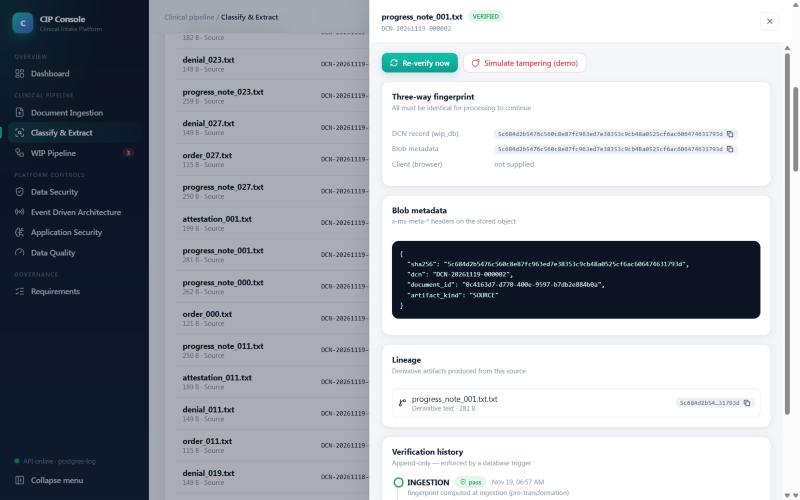 C
CIP Console
Clinical Intake Platform
OVERVIEW
Dashboard
CLINICAL PIPELINE
Document Ingestion
Classify & Extract
WIP Pipeline
3
PLATFORM CONTROLS
Data Security
Event Driven Architecture
Application Security
Data Quality
GOVERNANCE
Requirements
API online · postgres-log
Collapse menu
Clinical pipeline / Classify & Extract
182 B · Source
denial_023.txt
148 B · Source
DCN-20261119-
progress_note_023.txt
259 B · Source
DCN-20261119-
denial_027.txt
149 B · Source
DCN-20261119-
order_027.txt
115 B · Source
DCN-20261119-
progress_note_027.txt
250 B · Source
DCN-20261119-
attestation_001.txt
199 B · Source
DCN-20261119-
progress_note_001.txt
281 B · Source
DCN-20261119-
progress_note_000.txt
262 B · Source
DCN-20261119-
order_000.txt
121 B · Source
DCN-20261119-
progress_note_011.txt
250 B · Source
DCN-20261119-
attestation_011.txt
189 B · Source
DCN-20261119-
denial_011.txt
149 B · Source
DCN-20261119-
order_011.txt
115 B · Source
DCN-20261119-
denial_019.txt
149 B · Source
DCN-20261118-
progress_note_001.txt VERIFIED
DCN-20261119-000002
Re-verify now
Simulate tampering (demo)
Three-way fingerprint
All must be identical for processing to continue
DCN record (wip_db)
5c684d2b5476c560c8e87fc963ed7e38353c9cb48a0525cf6ac606474631793d
Blob metadata
5c684d2b5476c560c8e87fc963ed7e38353c9cb48a0525cf6ac606474631793d
Client (browser)
not supplied
Blob metadata
x-ms-meta-* headers on the stored object
{
"sha256": "5c684d2b5476c560c8e87fc963ed7e38353c9cb48a0525cf6ac606474631793d",
"dcn": "DCN-20261119-000002",
"document_id": "0c4163d7-d770-400e-9597-b7db2e884b0a",
"artifact_kind": "SOURCE"
}
Lineage
Derivative artifacts produced from this source
progress_note_001.txt.txt
Derivative text · 281 B
5c684d2b54…31793d
Verification history
Append-only — enforced by a database trigger
INGESTION pass Nov 19, 06:57 AM
fingerprint computed at ingestion (pre-transformation)